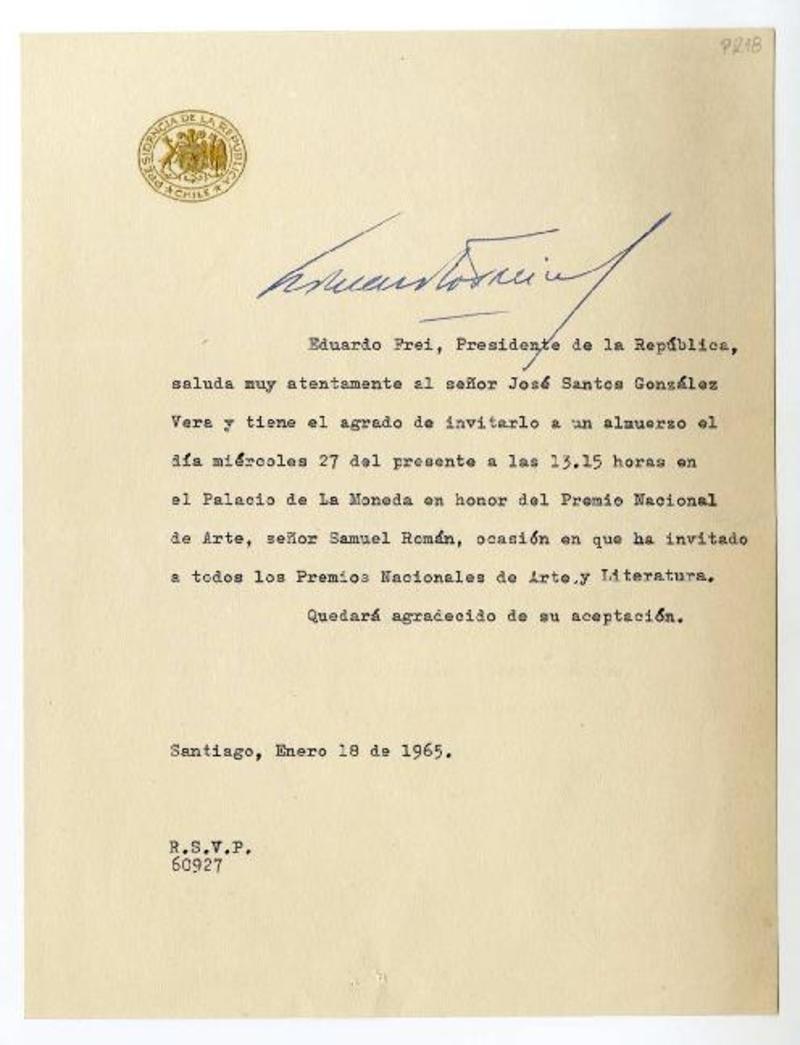 P218
PRESIDENCIA DE LA REPUBLICA
★ CHILE ★
Eduardo Frei
Eduardo Frei, Presidente de la República,
saluda muy atentamente al señor José Santos González
Vera y tiene el agrado de invitarlo a un almuerzo el
día miércoles 27 del presente a las 13.15 horas en
el Palacio de La Moneda en honor del Premio Nacional
de Arte, señor Samuel Román, ocasión en que ha invitado
a todos los Premios Nacionales de Arte,y Literatura.
Quedará agradecido de su aceptación.
Santiago, Enero 18 de 1965.
R.S.V.P.
60927